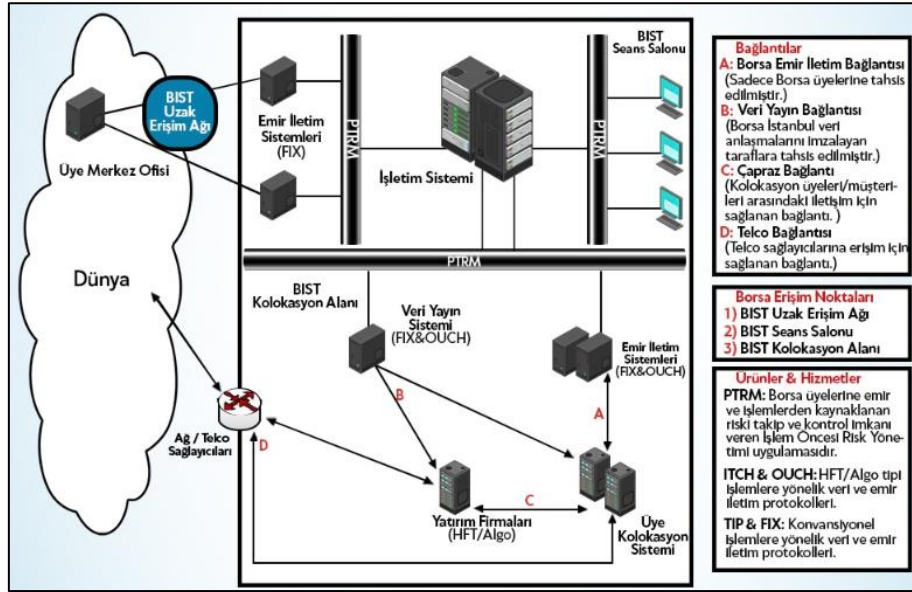 BIST
Uzak
Erişim Ağı
Üye Merkez Ofisi
Dünya
Emir İletim
Sistemleri
(FIX)
PTRM
İşletim Sistemi
PTRM
BIST
Seans Salonu
PTRM
BIST
Kolokasyon Alanı
Veri Yayın
Sistemi
(FIX&OUCH)
Emir İletim
Sistemleri
(FIX&OUCH)
B
A
D
C
Ağ / Telco
Sağlayıcıları
Yatırım Firmaları
(HFT/Algo)
Üye
Kolokasyon
Sistemi
Bağlantılar
A: Borsa Emir İletim Bağlantısı
(Sadece Borsa üyelerine tahsis
edilmiştir.)
B: Veri Yayın Bağlantısı
(Borsa İstanbul veri
anlaşmalarını imzalayan
taraflara tahsis edilmiştir.)
C: Çapraz Bağlantı
(Kolokasyon üyeleri/müşteri-
leri arasındaki iletişim için
sağlanan bağlantı. )
D: Telco Bağlantısı
(Telco sağlayıcılarına erişim için
sağlanan bağlantı.)
Borsa Erişim Noktaları
1) BIST Uzak Erişim Ağı
2) BIST Seans Salonu
3) BIST Kolokasyon Alanı
Ürünler & Hizmetler
PTRM: Borsa üyelerine emir
ve işlemlerden kaynaklanan
riski takip ve kontrol imkanı
veren İşlem Öncesi Risk Yöne-
timi uygulamasıdır.
ITCH & OUCH: HFT/Algo tipi
işlemlere yönelik veri ve emir
iletim protokolleri.
TIP & FIX: Konvansiyonel
işlemlere yönelik veri ve emir
iletim protokolleri.